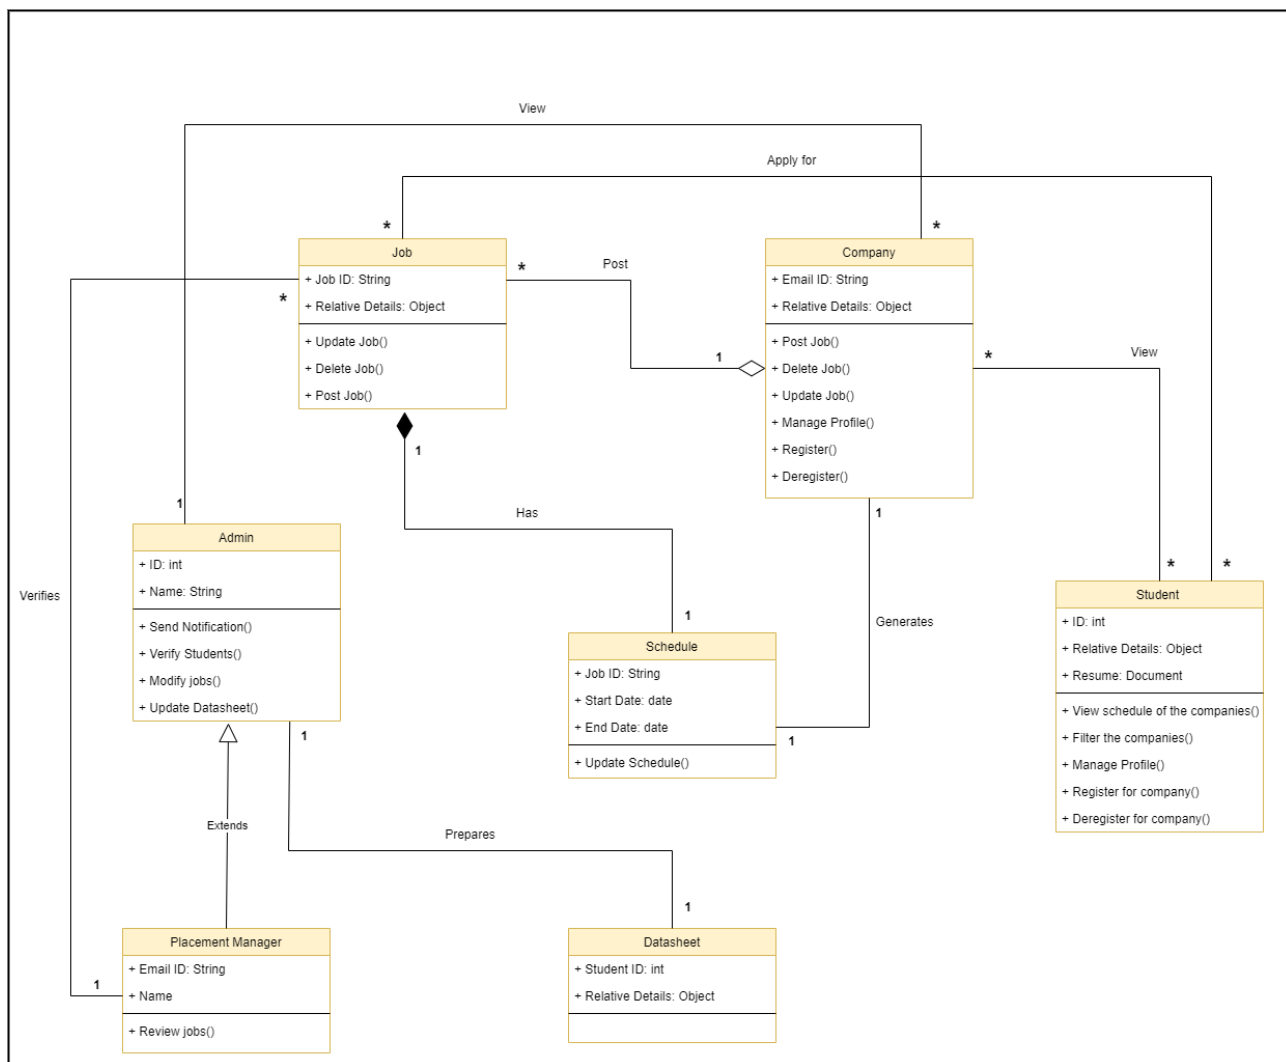 View
Apply for
*
*
Job
+ Job ID: String
+ Relative Details: Object
+ Update Job()
+ Delete Job()
+ Post Job()
*
*
Post
1
Company
+ Email ID: String
+ Relative Details: Object
+ Post Job()
+ Delete Job()
+ Update Job()
+ Manage Profile()
+ Register()
+ Deregister()
*
View
1
Has
1
1
Generates
1
*
*
1
Admin
+ ID: int
+ Name: String
+ Send Notification()
+ Verify Students()
+ Modify jobs()
+ Update Datasheet()
Verifies
1
Schedule
+ Job ID: String
+ Start Date: date
+ End Date: date
+ Update Schedule()
1
Student
+ ID: int
+ Relative Details: Object
+ Resume: Document
+ View schedule of the companies()
+ Filter the companies()
+ Manage Profile()
+ Register for company()
+ Deregister for company()
Extends
Prepares
1
Placement Manager
+ Email ID: String
+ Name
+ Review jobs()
Datasheet
+ Student ID: int
+ Relative Details: Object